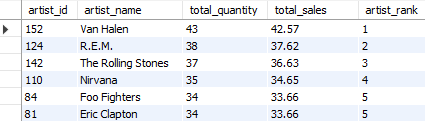 artist_id artist_name total_quantity total_sales artist_rank
152 Van Halen 43 42.57 1
124 R.E.M. 38 37.62 2
142 The Rolling Stones 37 36.63 3
110 Nirvana 35 34.65 4
84 Foo Fighters 34 33.66 5
81 Eric Clapton 34 33.66 5